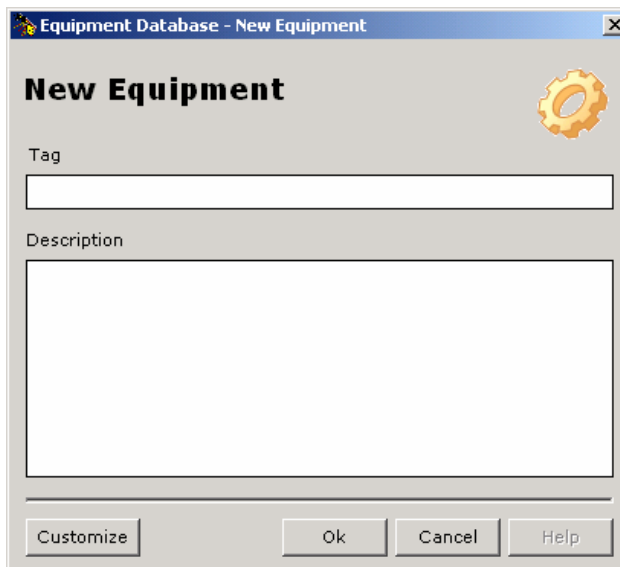 Equipment Database - New Equipment
New Equipment
Tag
Description
Customize Ok Cancel Help